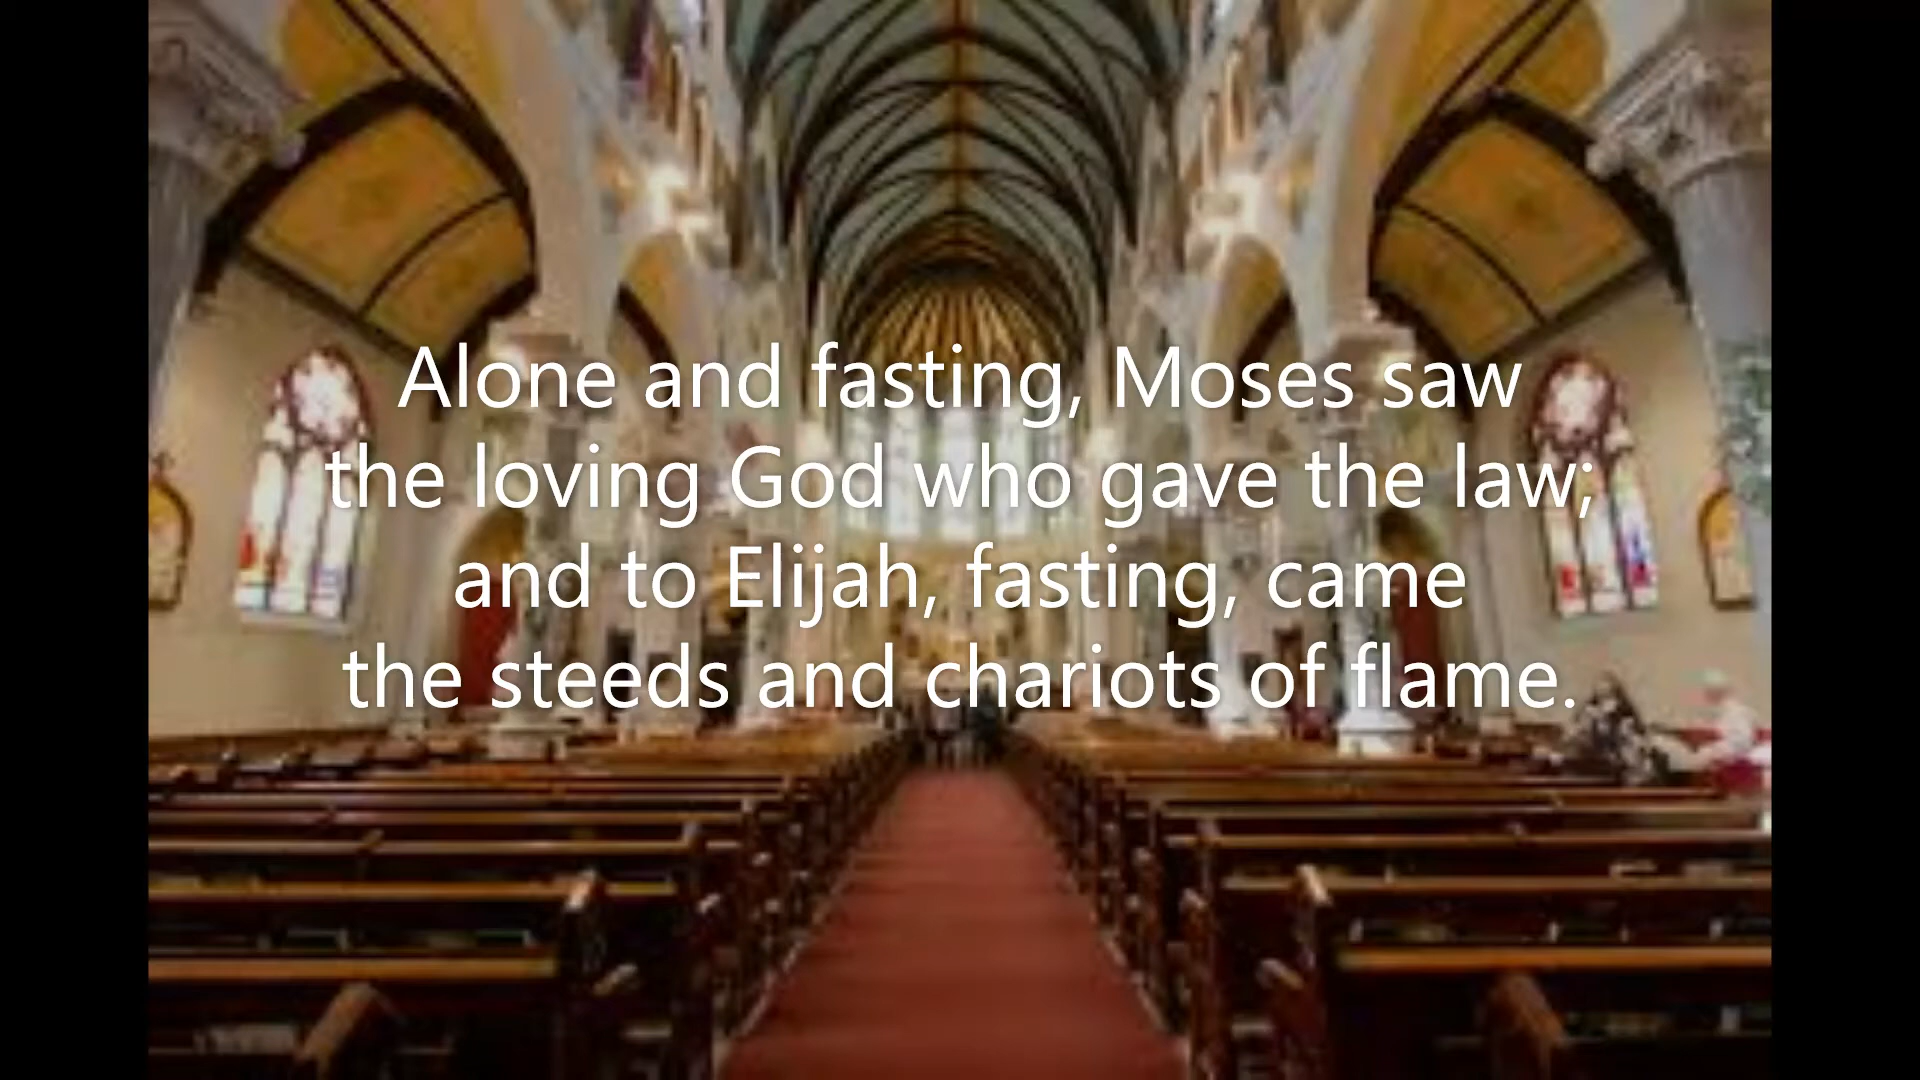 Alone and fasting, Moses saw
the loving God who gave the law;
and to Elijah, fasting, came
the steeds and chariots of flame.